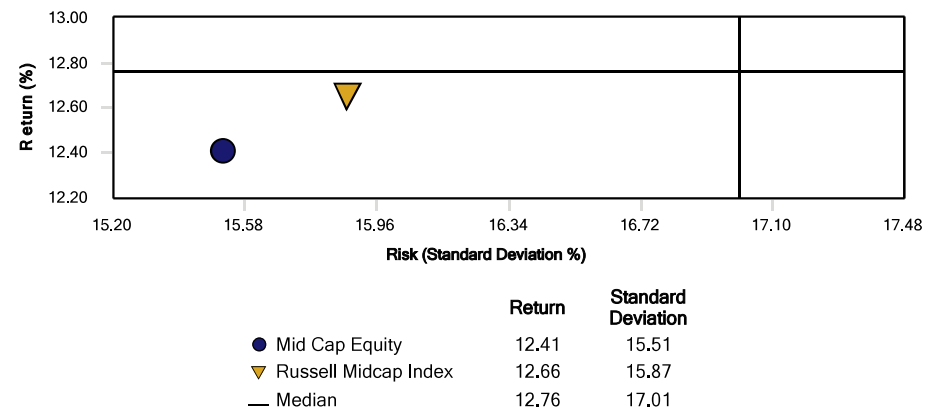 13.00
12.80
12.60
12.40
12.20
Return (%)
15.20 15.58 15.96 16.34 16.72 17.10 17.48
Risk (Standard Deviation %)
Return Standard Deviation
Mid Cap Equity 12.41 15.51
Russell Midcap Index 12.66 15.87
Median 12.76 17.01